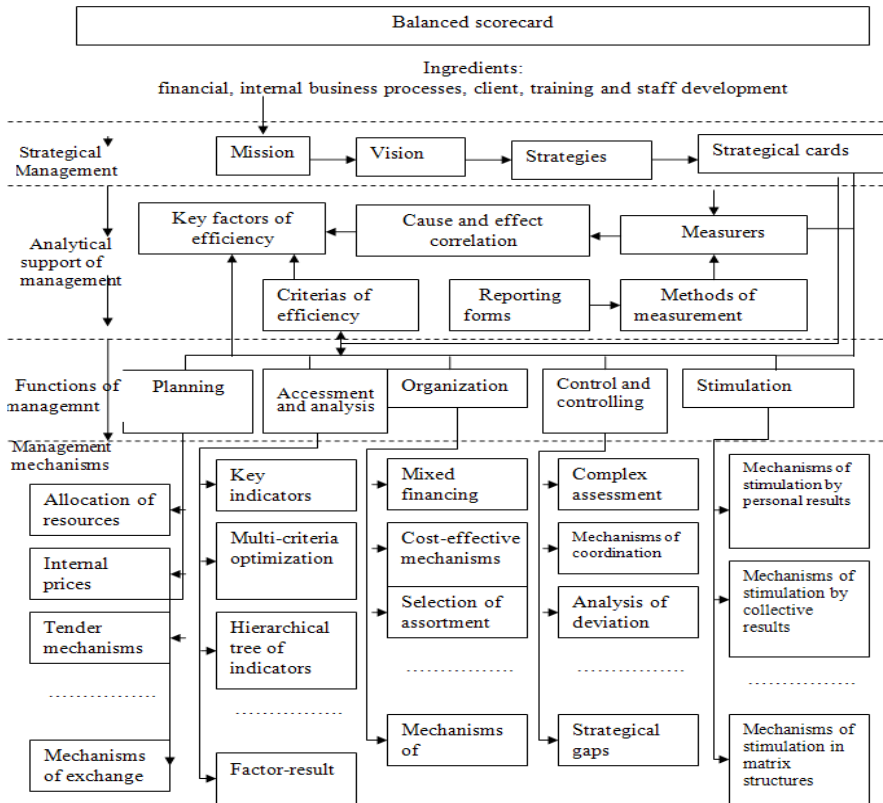 Balanced scorecard
Ingredients:
financial, internal business processes, client, training and staff development
Strategical
Management
Mission
Vision
Strategies
Strategical cards
Key factors of
efficiency
Cause and effect
correlation
Measurers
Analytical
support of
management
Criterias of
efficiency
Reporting
forms
Methods of
measurement
Functions of
managemnt
Planning
Accessment
and analysis
Organization
Control and
controlling
Stimulation
Management
mechanisms
Allocation of
resources
Internal
prices
Tender
mechanisms
....................
Mechanisms
of exchange
Key
indicators
Multi-criteria
optimization
Hierarchical
tree of
indicators
....................
Factor-result
Mixed
financing
Cost-effective
mechanisms
Selection of
assortment
....................
Mechanisms
of
Complex
assessment
Mechanisms of
coordination
Analysis of
deviation
....................
Strategical
gaps
Mechanisms of
stimulation by
personal results
Mechanisms of
stimulation by
collective
results
....................
Mechanisms of
stimulation in
matrix
structures